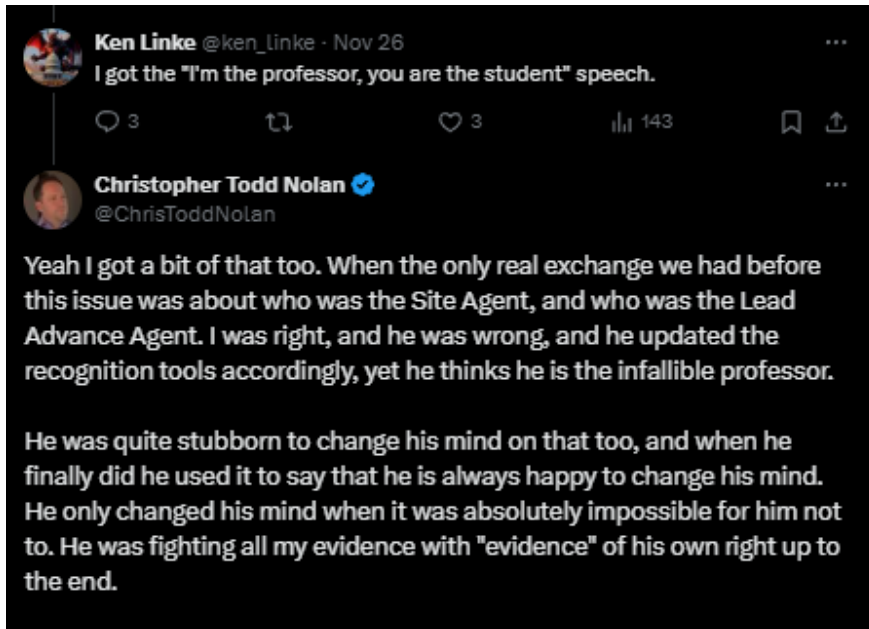 Ken Linke @ken_linke · Nov 26
I got the "I'm the professor, you are the student" speech.
3 3 143
Christopher Todd Nolan
@ChrisToddNolan
Yeah I got a bit of that too. When the only real exchange we had before
this issue was about who was the Site Agent, and who was the Lead
Advance Agent. I was right, and he was wrong, and he updated the
recognition tools accordingly, yet he thinks he is the infallible professor.
He was quite stubborn to change his mind on that too, and when he
finally did he used it to say that he is always happy to change his mind.
He only changed his mind when it was absolutely impossible for him not
to. He was fighting all my evidence with "evidence" of his own right up to
the end.